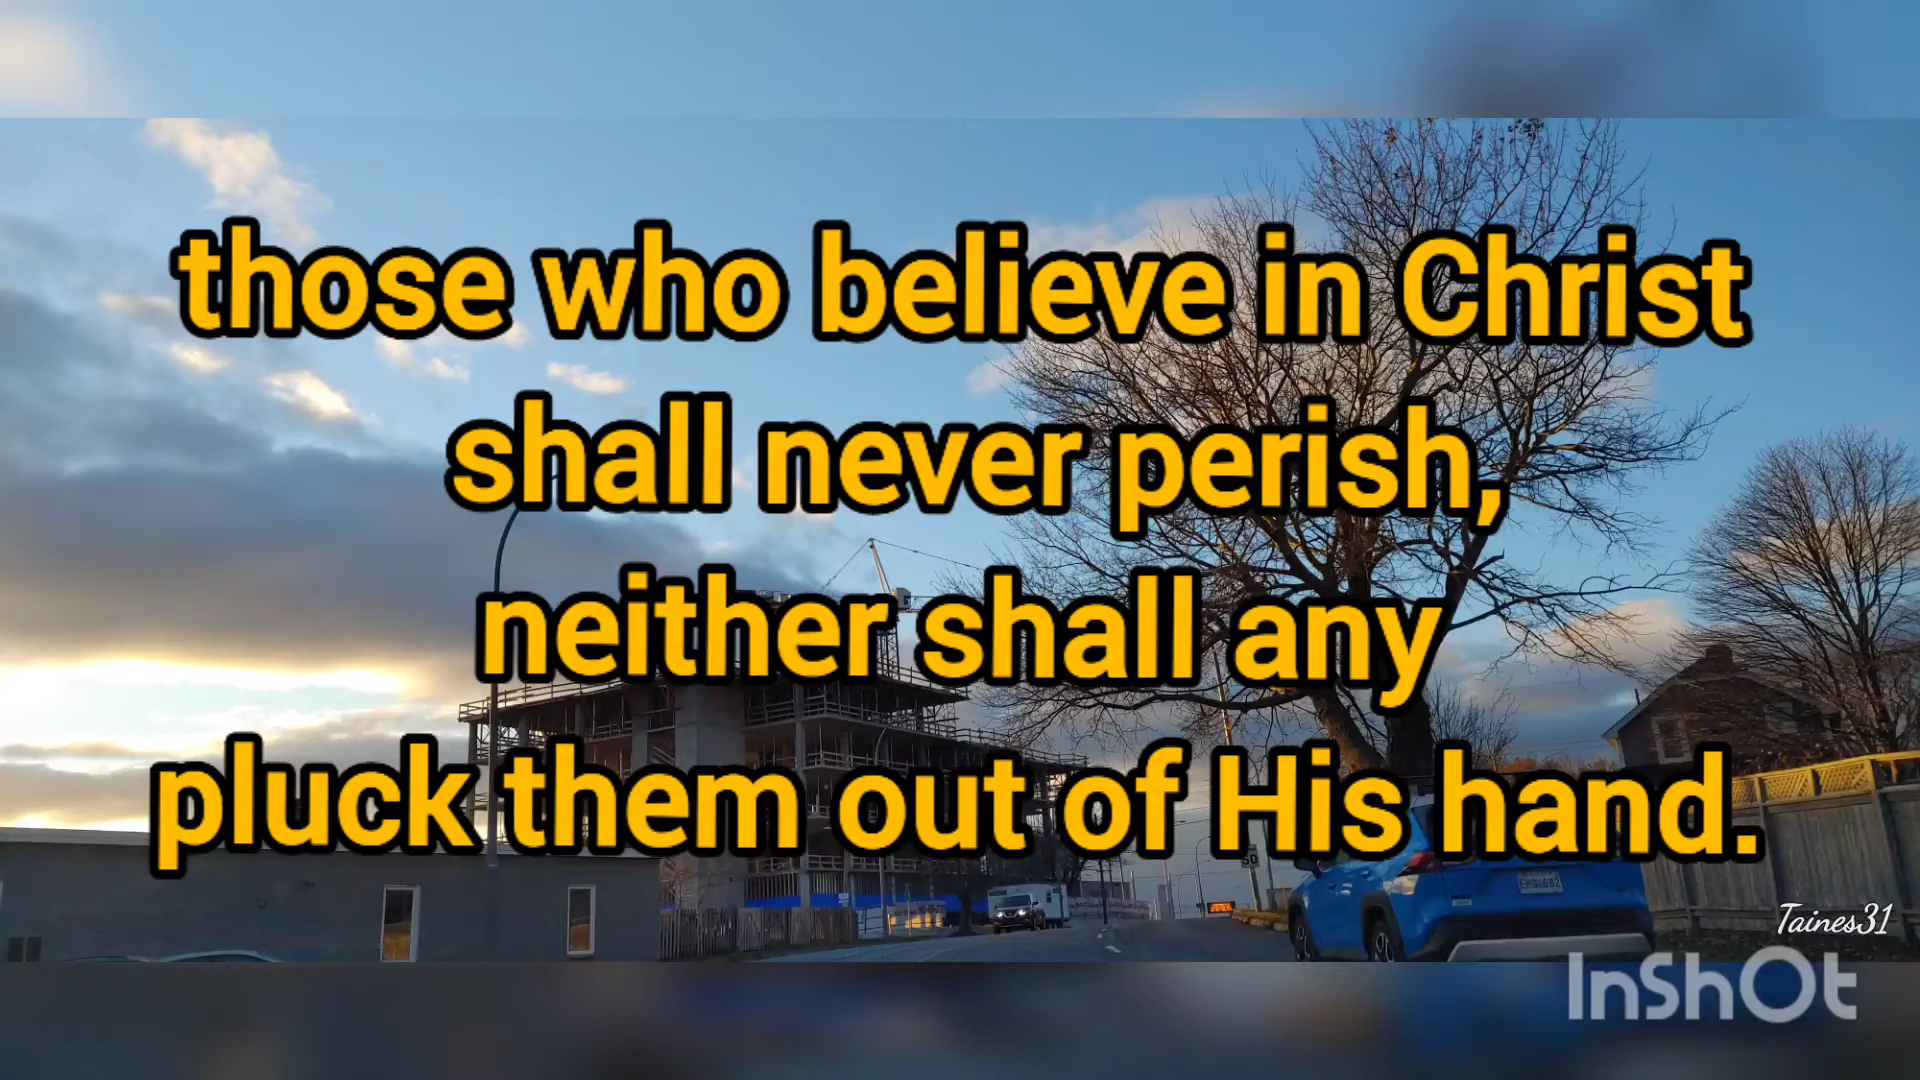 those who believe in Christ
shall never perish,
neither shall any
pluck them out of His hand.
50
Taines31
InShOt